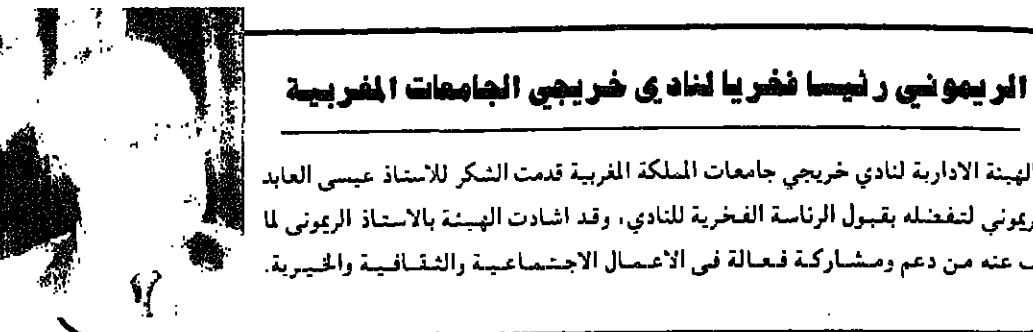 الريموني رئيسا فخريا لنادي خريجي الجامعات المغربية
الهيئة الادارية لنادي خريجي جامعات المملكة المغربية قدمت الشكر للاستاذ عيسى العابد
ريموني لتفضله بقبول الرئاسة الفخرية للنادي، وقد اشادت الهيئة بالاستاذ الريموني لما
عنه من دعم ومشاركة فعالة في الاعمال الاجتماعية والثقافية والخيرية.